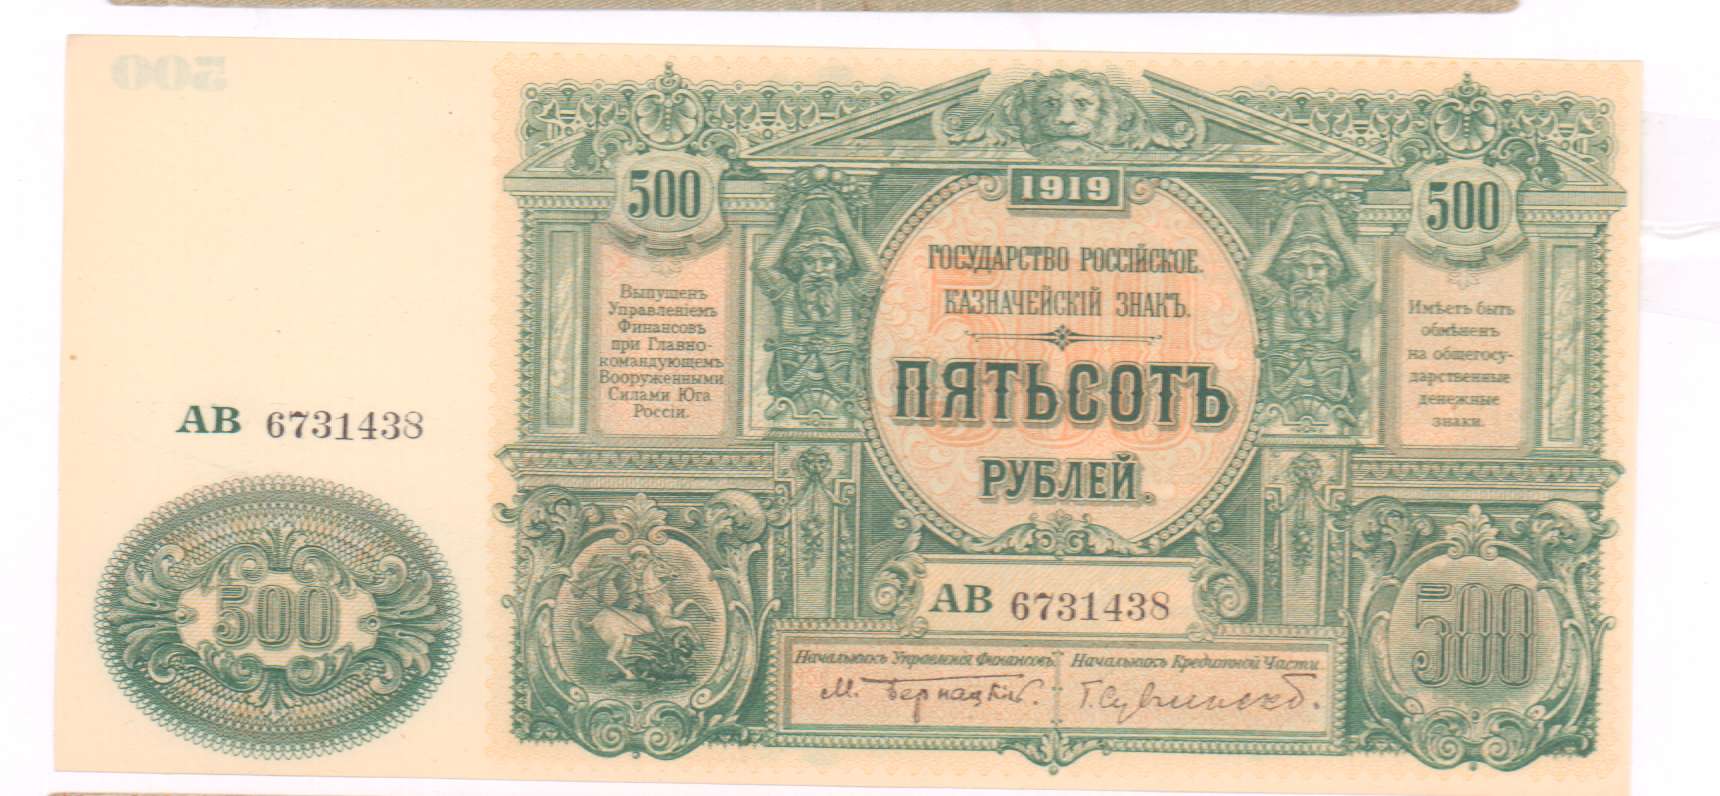 500
1919
500
500
ГОСУДАРСТВО РОССІЙСКОЕ.
КАЗНАЧЕЙСКІЙ ЗНАКЪ.
ПЯТЬСОТЪ
РУБЛЕЙ.
Выпущенъ
Управленіемъ
Финансовъ
при Главно-
командующемъ
Вооруженными
Силами Юга
Россіи.
Имѣетъ быть
обмѣненъ
на общегосу-
дарственные
денежные
знаки.
АВ 6731438
500
АВ 6731438
500
Начальникъ Управленія Финансовъ
Начальникъ Кредитной Части
М. Бернацкій.